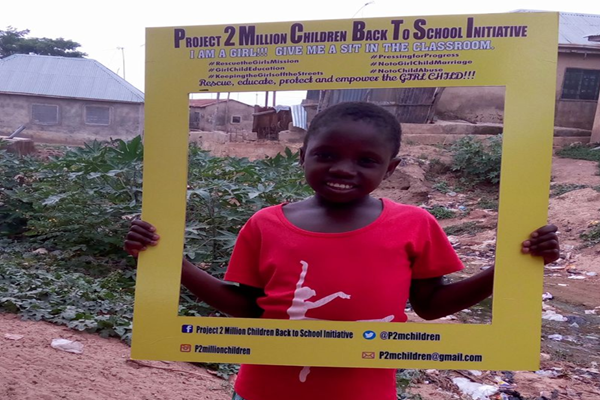 Project 2 Million Children Back To School Initiative
I AM A GIRL!!! GIVE ME A SIT IN THE CLASSROOM.
#RescuetheGirlsMission #PressingforProgress
#GirlChildEducation #NotoGirlChildMarriage
#KeepingtheGirlsofftheStreets #NotoChildAbuse
Rescue, educate, protect and empower the GIRL CHILD!!!
Project 2 Million Children Back to School Initiative @P2mchildren
P2millionchildren P2mchildren@gmail.com